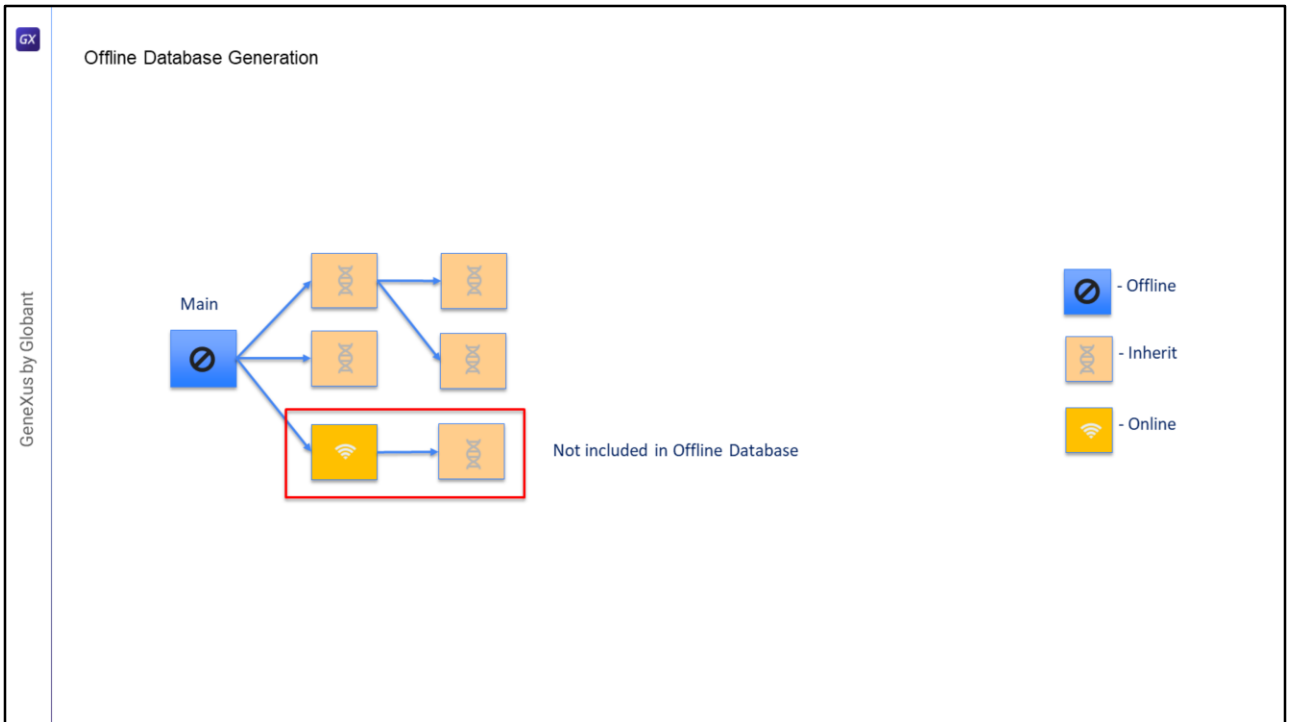 GX
Offline Database Generation
GeneXus by Globant
Main
Not included in Offline Database
- Offline
- Inherit
- Online